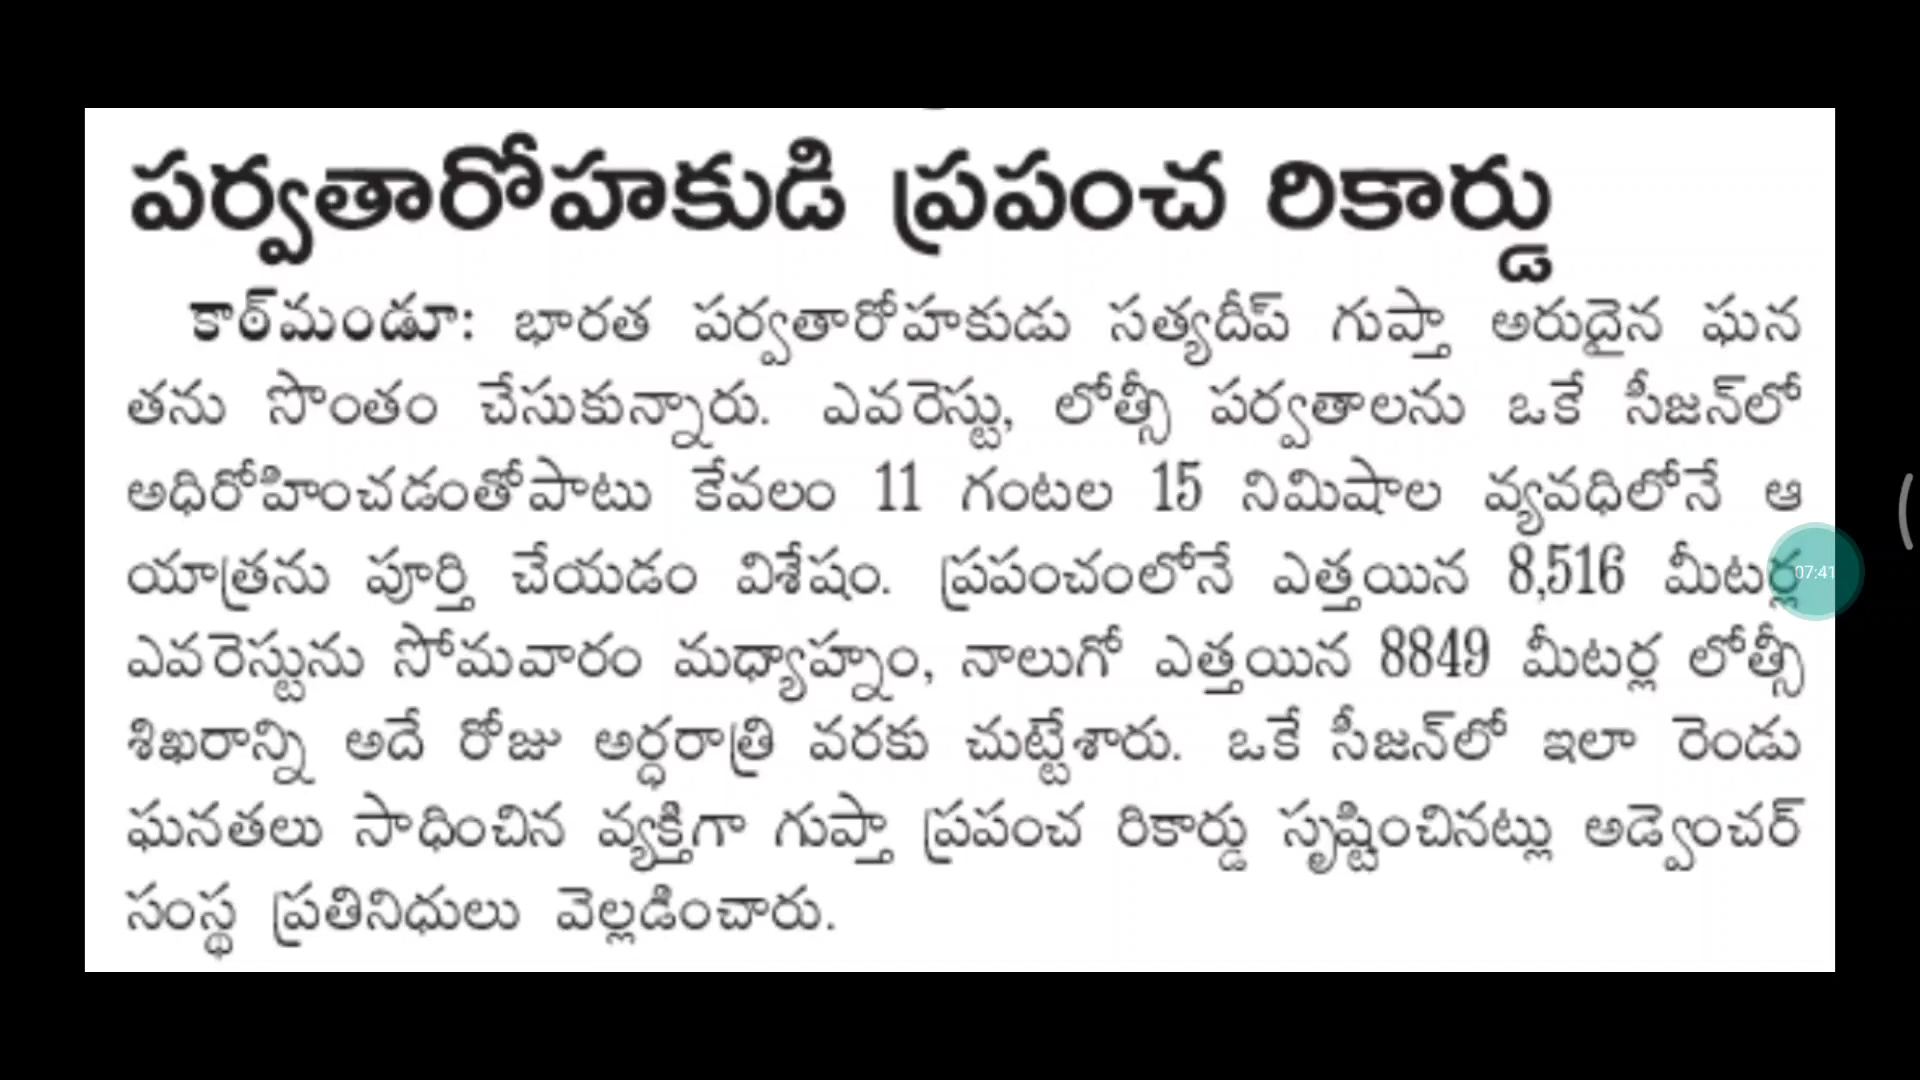 పర్వతారోహకుడి ప్రపంచ రికార్డు
కాఠ్‌మండూ: భారత పర్వతారోహకుడు సత్యదీప్ గుప్తా అరుదైన ఘన
తను సొంతం చేసుకున్నారు. ఎవరెస్టు, లోత్సీ పర్వతాలను ఒకే సీజన్‌లో
అధిరోహించడంతోపాటు కేవలం 11 గంటల 15 నిమిషాల వ్యవధిలోనే ఆ
యాత్రను పూర్తి చేయడం విశేషం. ప్రపంచంలోనే ఎత్తయిన 8,516 మీటర్ల
07:41
ఎవరెస్టును సోమవారం మధ్యాహ్నం, నాలుగో ఎత్తయిన 8849 మీటర్ల లోత్సీ
శిఖరాన్ని అదే రోజు అర్ధరాత్రి వరకు చుట్టేశారు. ఒకే సీజన్‌లో ఇలా రెండు
ఘనతలు సాధించిన వ్యక్తిగా గుప్తా ప్రపంచ రికార్డు సృష్టించినట్లు అడ్వెంచర్
సంస్థ ప్రతినిధులు వెల్లడించారు.